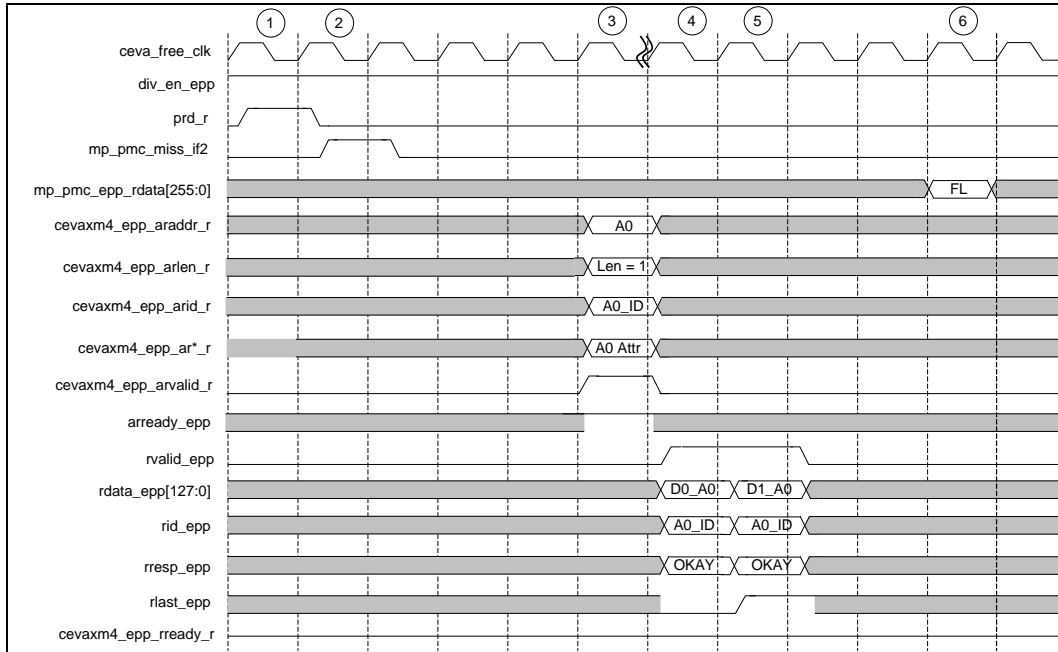 1 2 3 4 5 6
ceva_free_clk
div_en_epp
prd_r
mp_pmc_miss_if2
mp_pmc_epp_rdata[255:0] FL
cevaxm4_epp_araddr_r A0
cevaxm4_epp_arlen_r Len = 1
cevaxm4_epp_arid_r A0_ID
cevaxm4_epp_ar*_r A0 Attr
cevaxm4_epp_arvalid_r
arready_epp
rvalid_epp
rdata_epp[127:0] D0_A0 D1_A0
rid_epp A0_ID A0_ID
rresp_epp OKAY OKAY
rlast_epp
cevaxm4_epp_rready_r